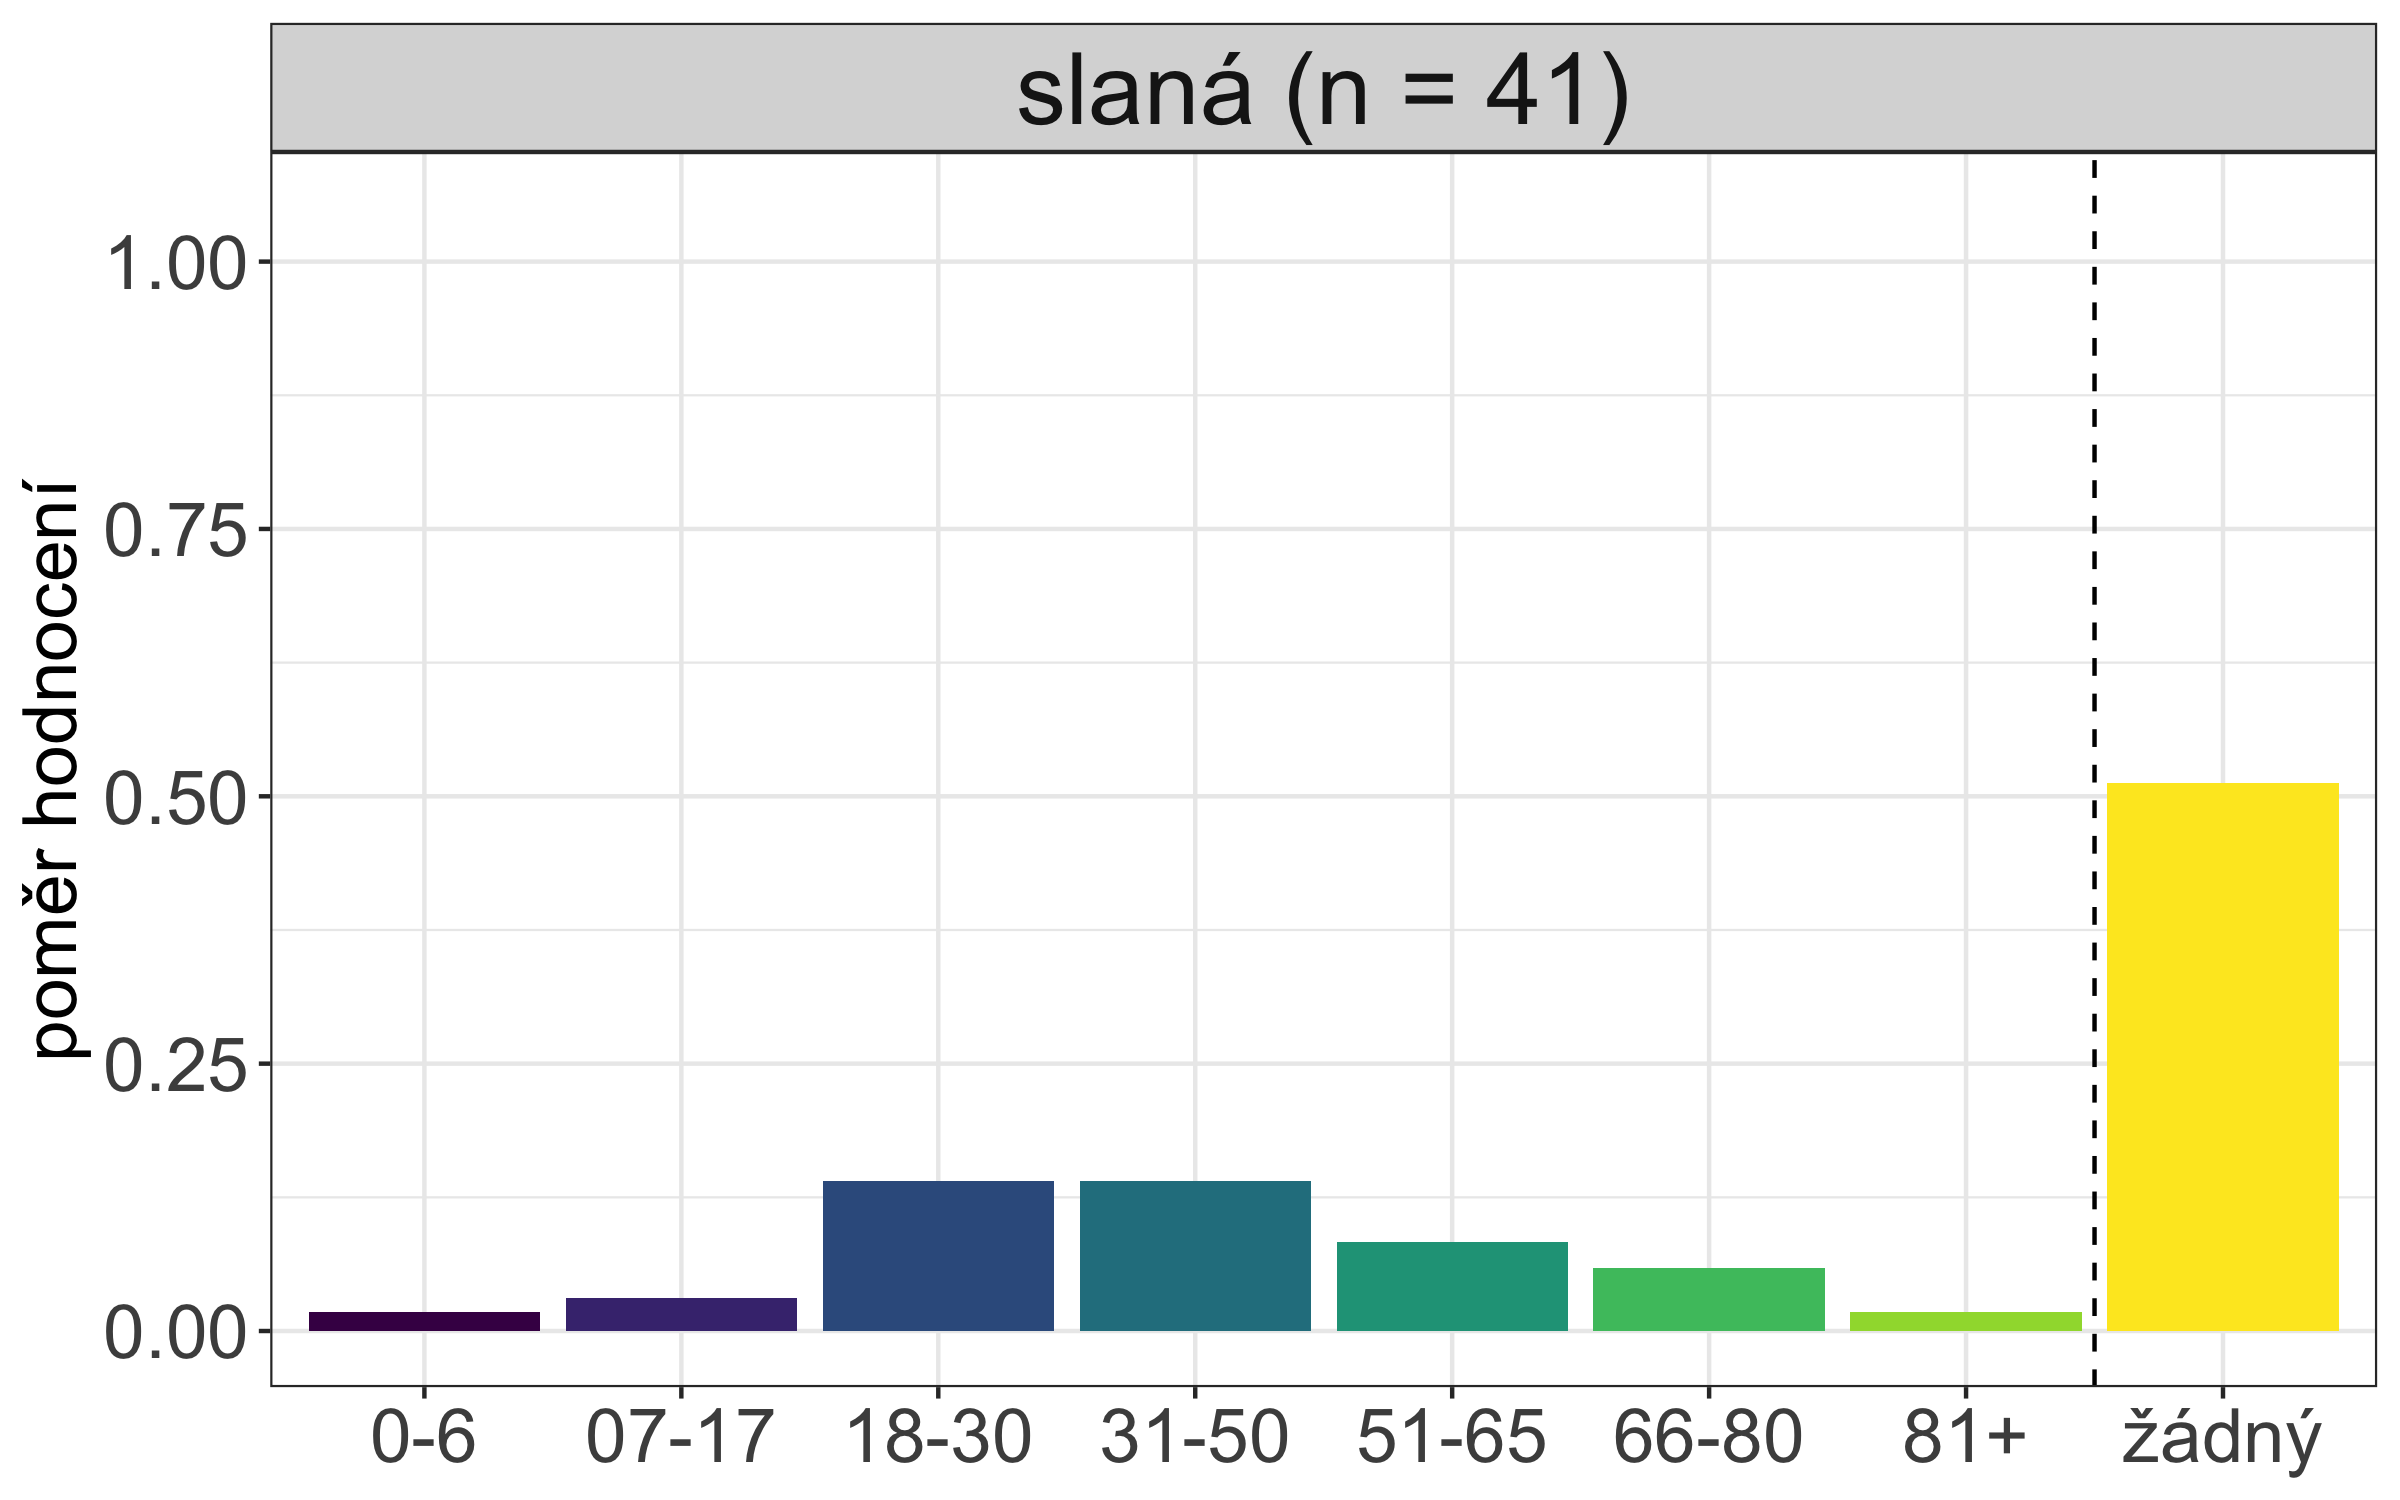 slaná (n = 41)
poměr hodnocení
1.00
0.75
0.50
0.25
0.00
0-6 07-17 18-30 31-50 51-65 66-80 81+ žádný